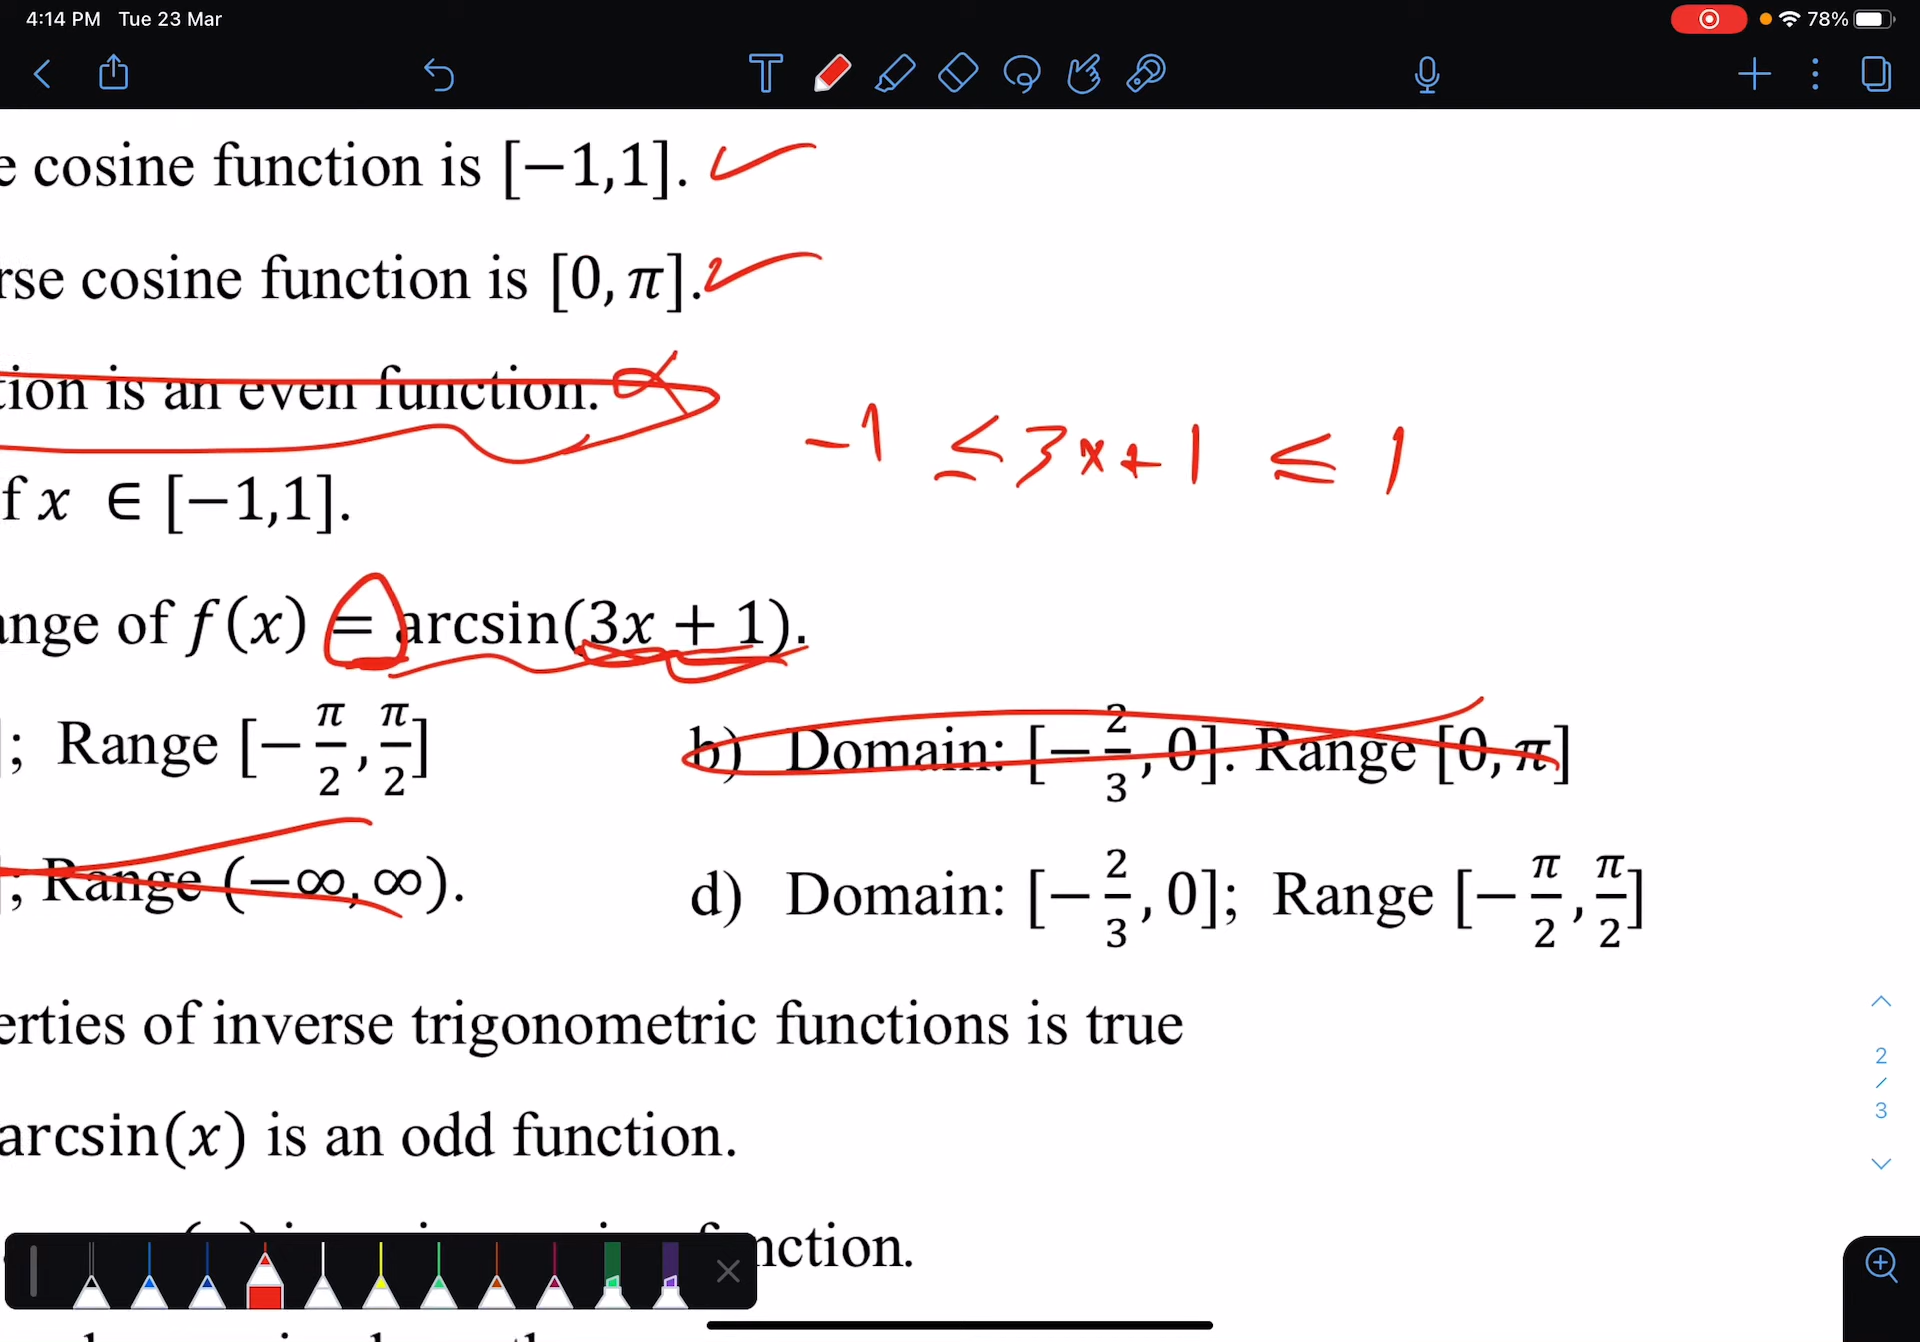 4:14 PM Tue 23 Mar
78%
e cosine function is [−1,1].
rse cosine function is [0, π].
tion is an even function.
-1 ≤ 3x+1 ≤ 1
f x ∈ [−1,1].
ange of f(x) = arcsin(3x + 1).
]; Range [−π/2, π/2]
b) Domain: [−2/3, 0]. Range [0, π]
]; Range (−∞, ∞).
d) Domain: [−2/3, 0]; Range [−π/2, π/2]
2
/
3
erties of inverse trigonometric functions is true
arcsin(x) is an odd function.
nction.